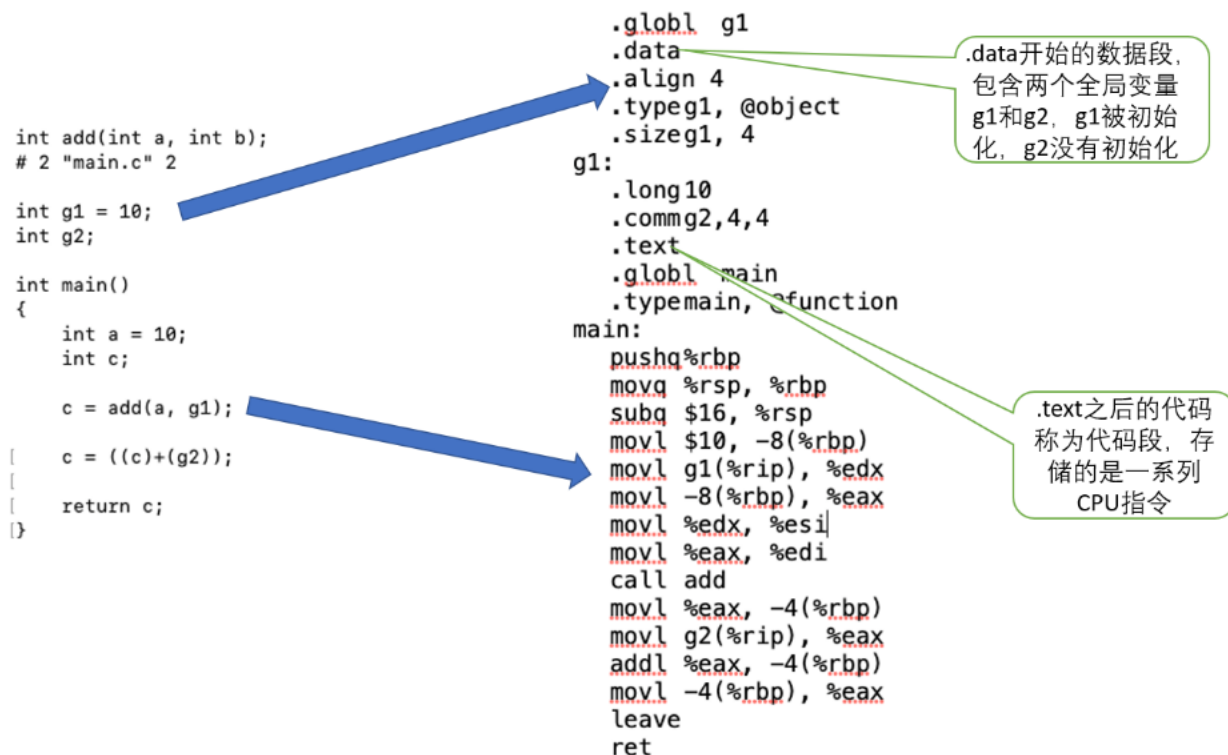 int add(int a, int b);
# 2 "main.c" 2
int g1 = 10;
int g2;
int main()
{
int a = 10;
int c;
c = add(a, g1);
[ c = ((c)+(g2));
[
[ return c;
[}
.globl g1
.data
.align 4
.typeg1, @object
.sizeg1, 4
g1:
.long10
.commg2,4,4
.text
.globl main
.typemain, @function
main:
pushq%rbp
movq %rsp, %rbp
subq $16, %rsp
movl $10, -8(%rbp)
movl g1(%rip), %edx
movl -8(%rbp), %eax
movl %edx, %esi
movl %eax, %edi
call add
movl %eax, -4(%rbp)
movl g2(%rip), %eax
addl %eax, -4(%rbp)
movl -4(%rbp), %eax
leave
ret
.data开始的数据段，
包含两个全局变量
g1和g2，g1被初始
化，g2没有初始化
.text之后的代码
称为代码段，存
储的是一系列
CPU指令